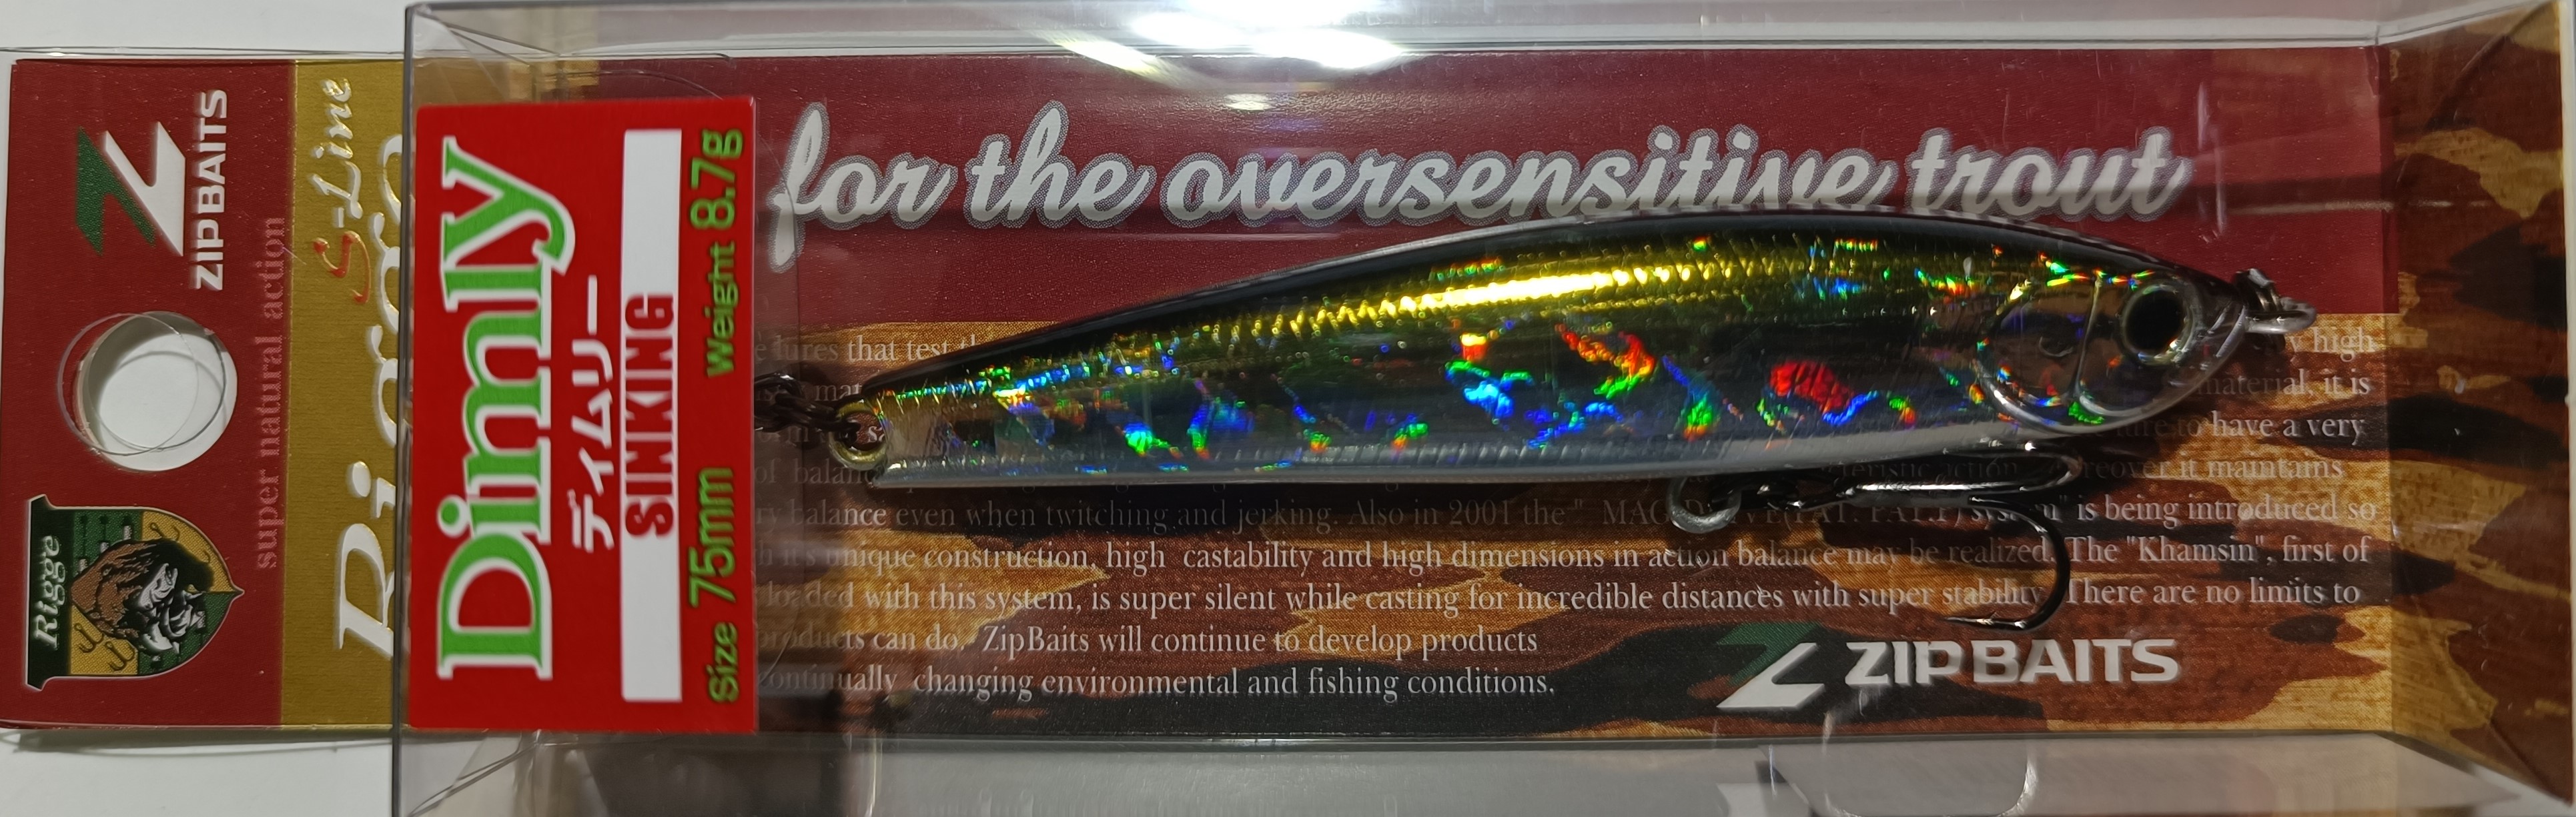 ZIPBAITS
super natural action
Rigge
S-Line
Dimly
ディムリー
SINKING
Size 75mm Weight 8.7g
for the oversensitive trout
lures that test
high
material, it is
to have a very
of balance
it maintains
balance even when twitching and jerking. Also in 2001 the " " is being introduced so
it's unique construction, high castability and high dimensions in action balance may be realized. The "Khamsin", first of
loaded with this system, is super silent while casting for incredible distances with super stability. There are no limits to
products can do. ZipBaits will continue to develop products
continually changing environmental and fishing conditions.
ZIPBAITS